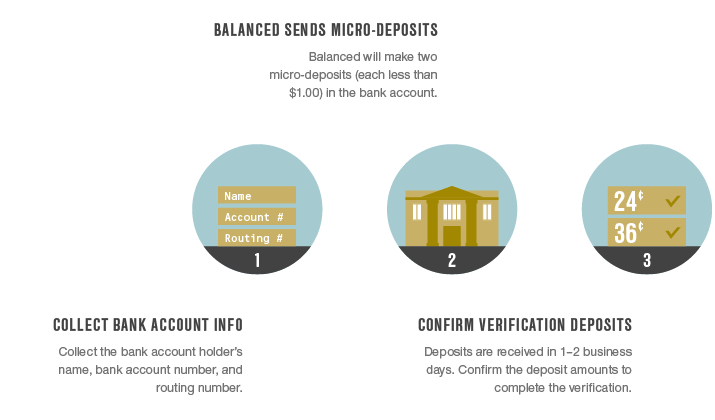 BALANCED SENDS MICRO-DEPOSITS
Balanced will make two
micro-deposits (each less than
$1.00) in the bank account.
Name
Account #
Routing #
1
2
24¢
36¢
3
COLLECT BANK ACCOUNT INFO
Collect the bank account holder's
name, bank account number, and
routing number.
CONFIRM VERIFICATION DEPOSITS
Deposits are received in 1–2 business
days. Confirm the deposit amounts to
complete the verification.